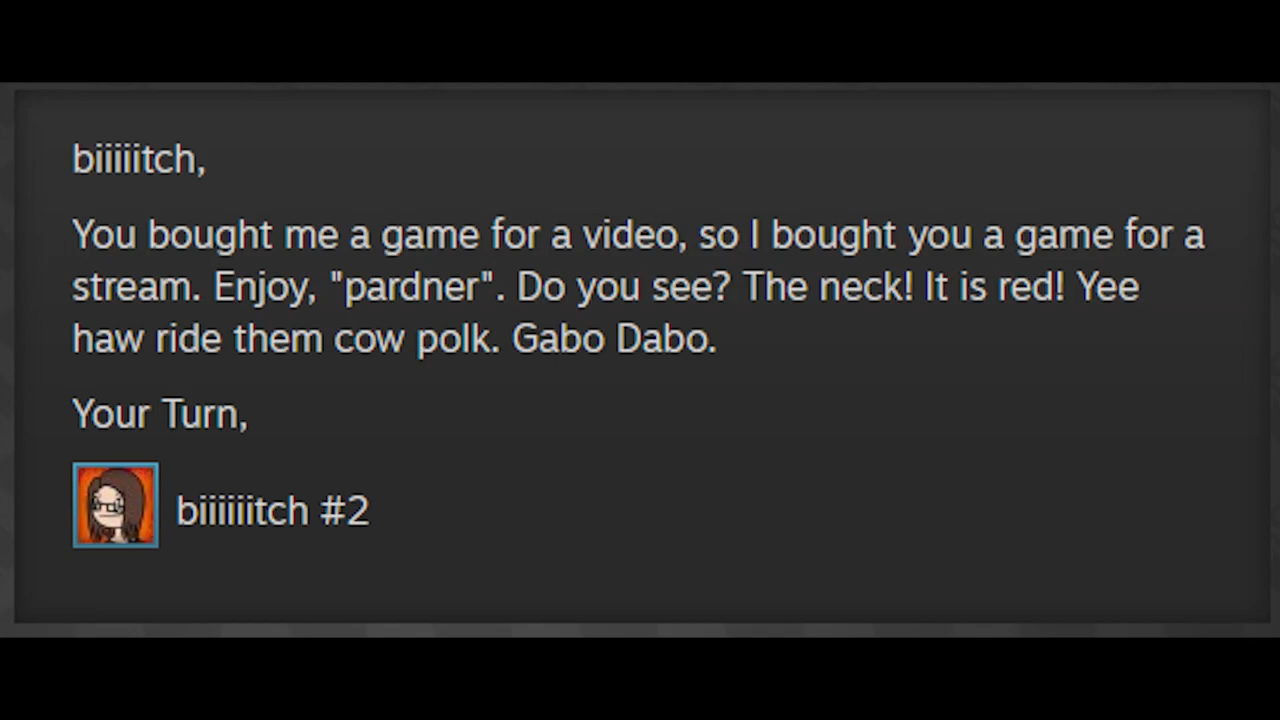 biiiiitch,
You bought me a game for a video, so I bought you a game for a
stream. Enjoy, "pardner". Do you see? The neck! It is red! Yee
haw ride them cow polk. Gabo Dabo.
Your Turn,
biiiiiitch #2